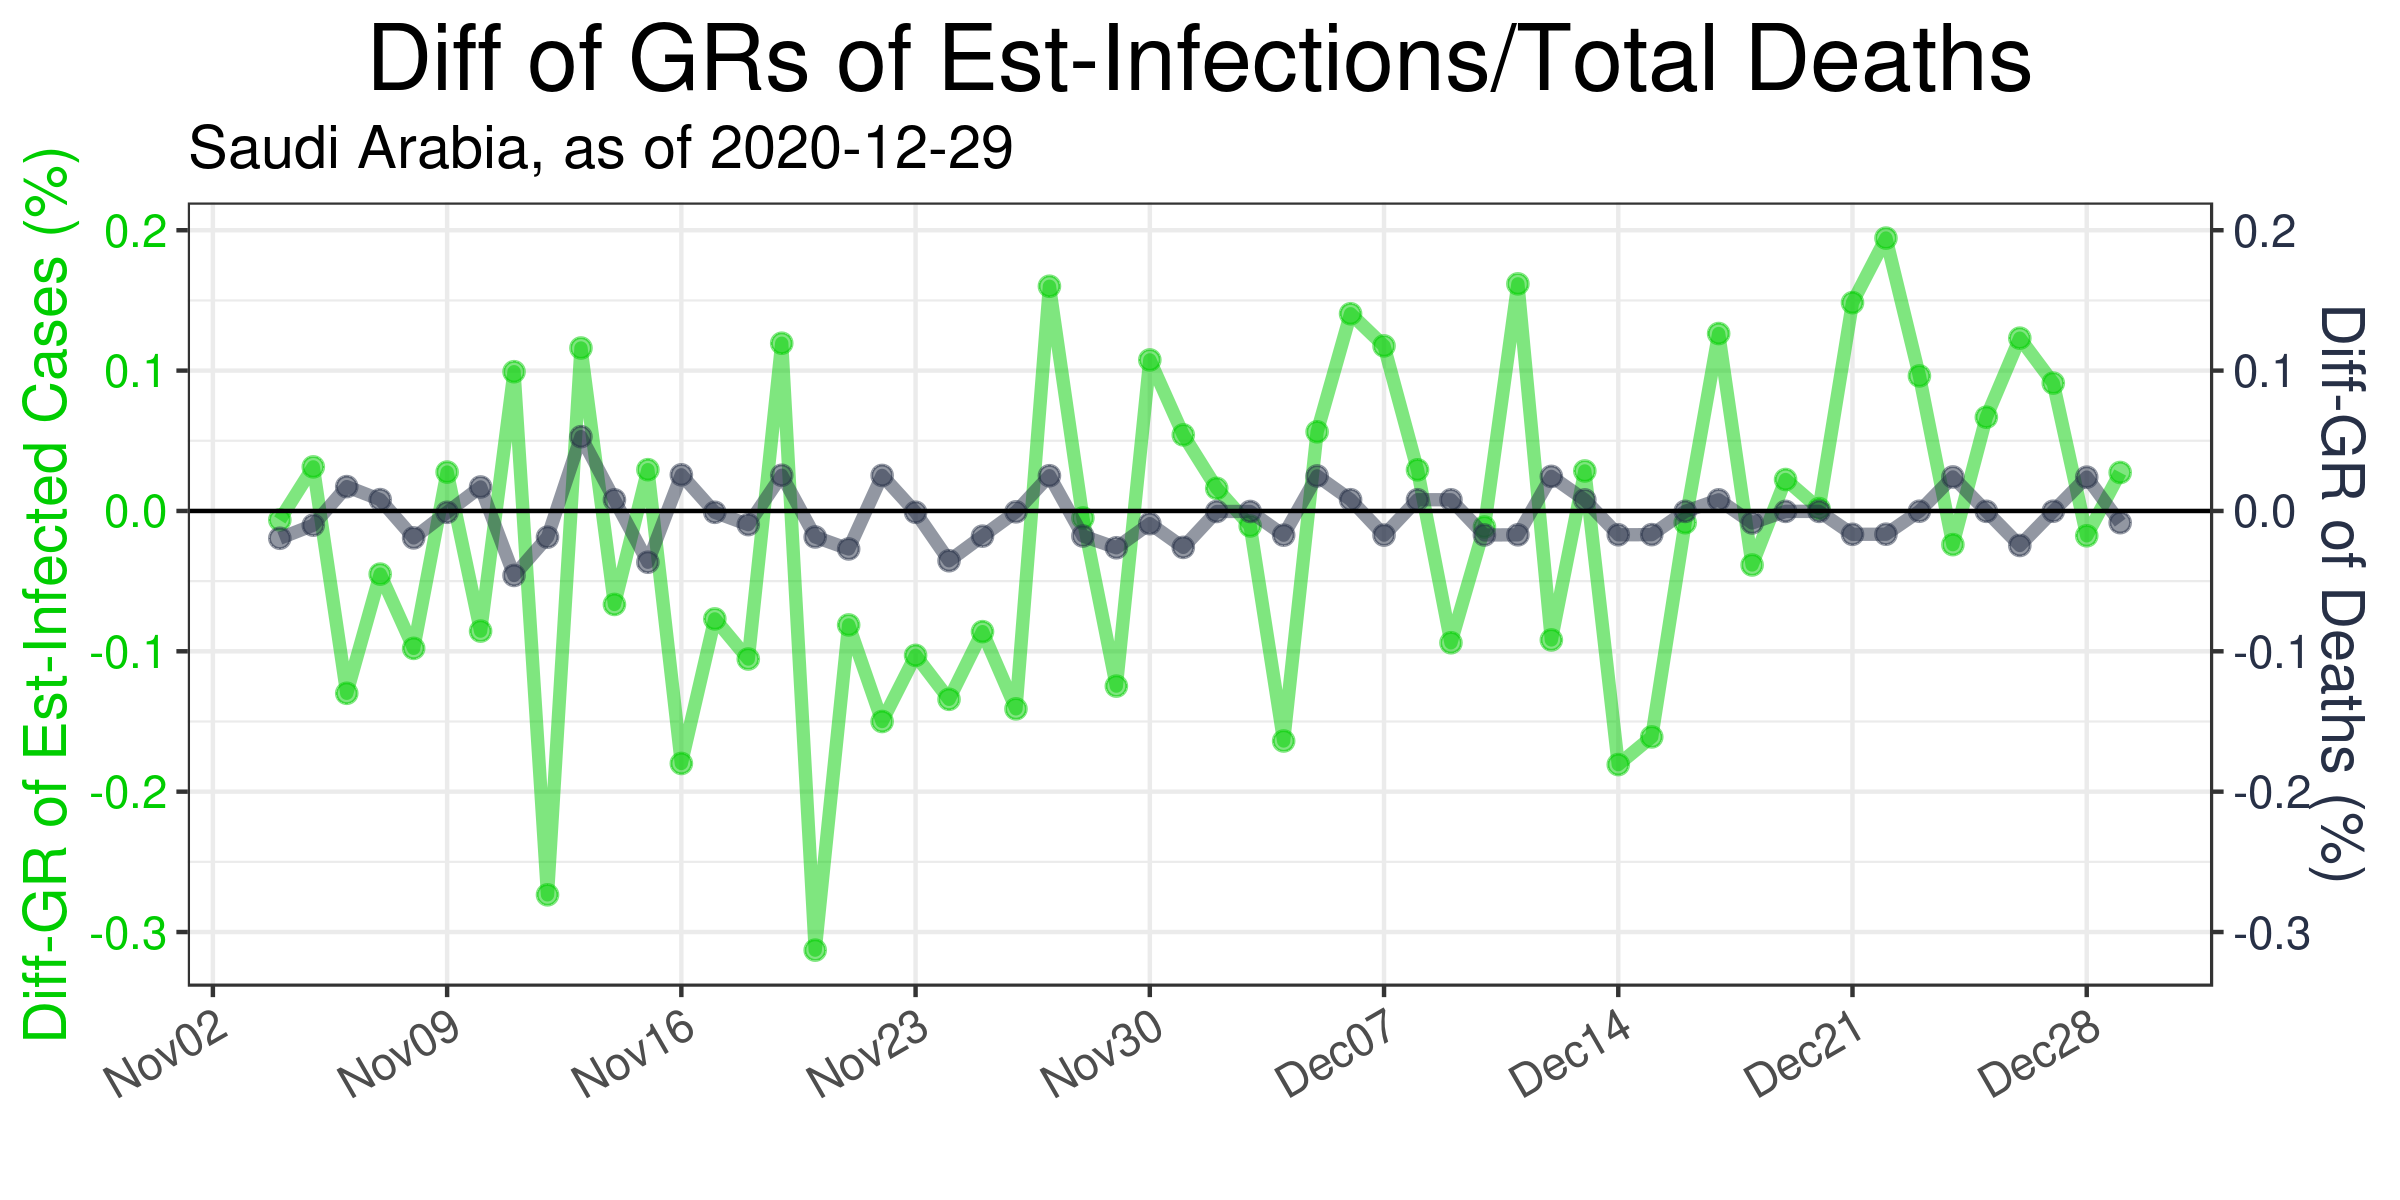 Diff of GRs of Est-Infections/Total Deaths
Saudi Arabia, as of 2020-12-29
Diff-GR of Est-Infected Cases (%)
0.2
0.1
0.0
-0.1
-0.2
-0.3
0.2
0.1
0.0
-0.1
-0.2
-0.3
Diff-GR of Deaths (%)
Nov02
Nov09
Nov16
Nov23
Nov30
Dec07
Dec14
Dec21
Dec28